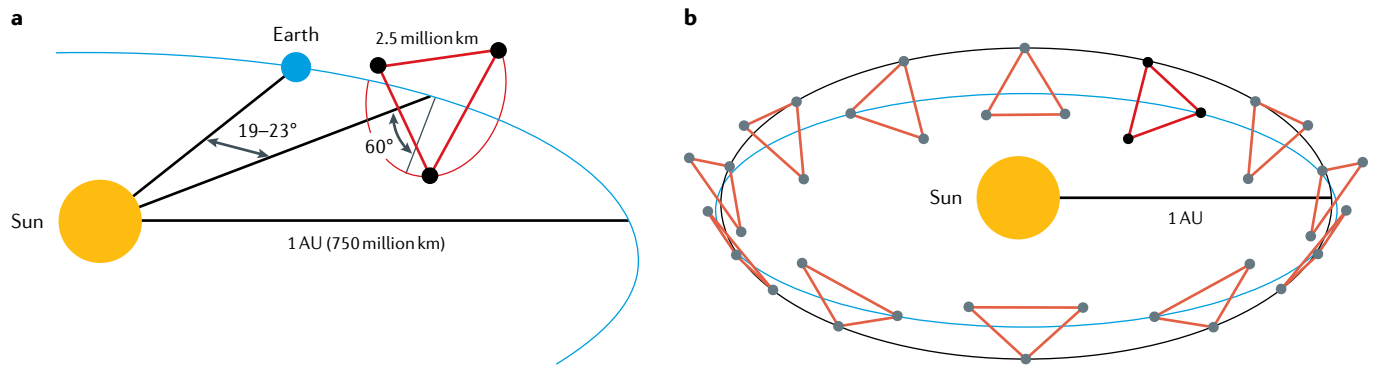 a
Earth
2.5 million km
19–23°
60°
Sun
1 AU (750 million km)
b
Sun
1 AU